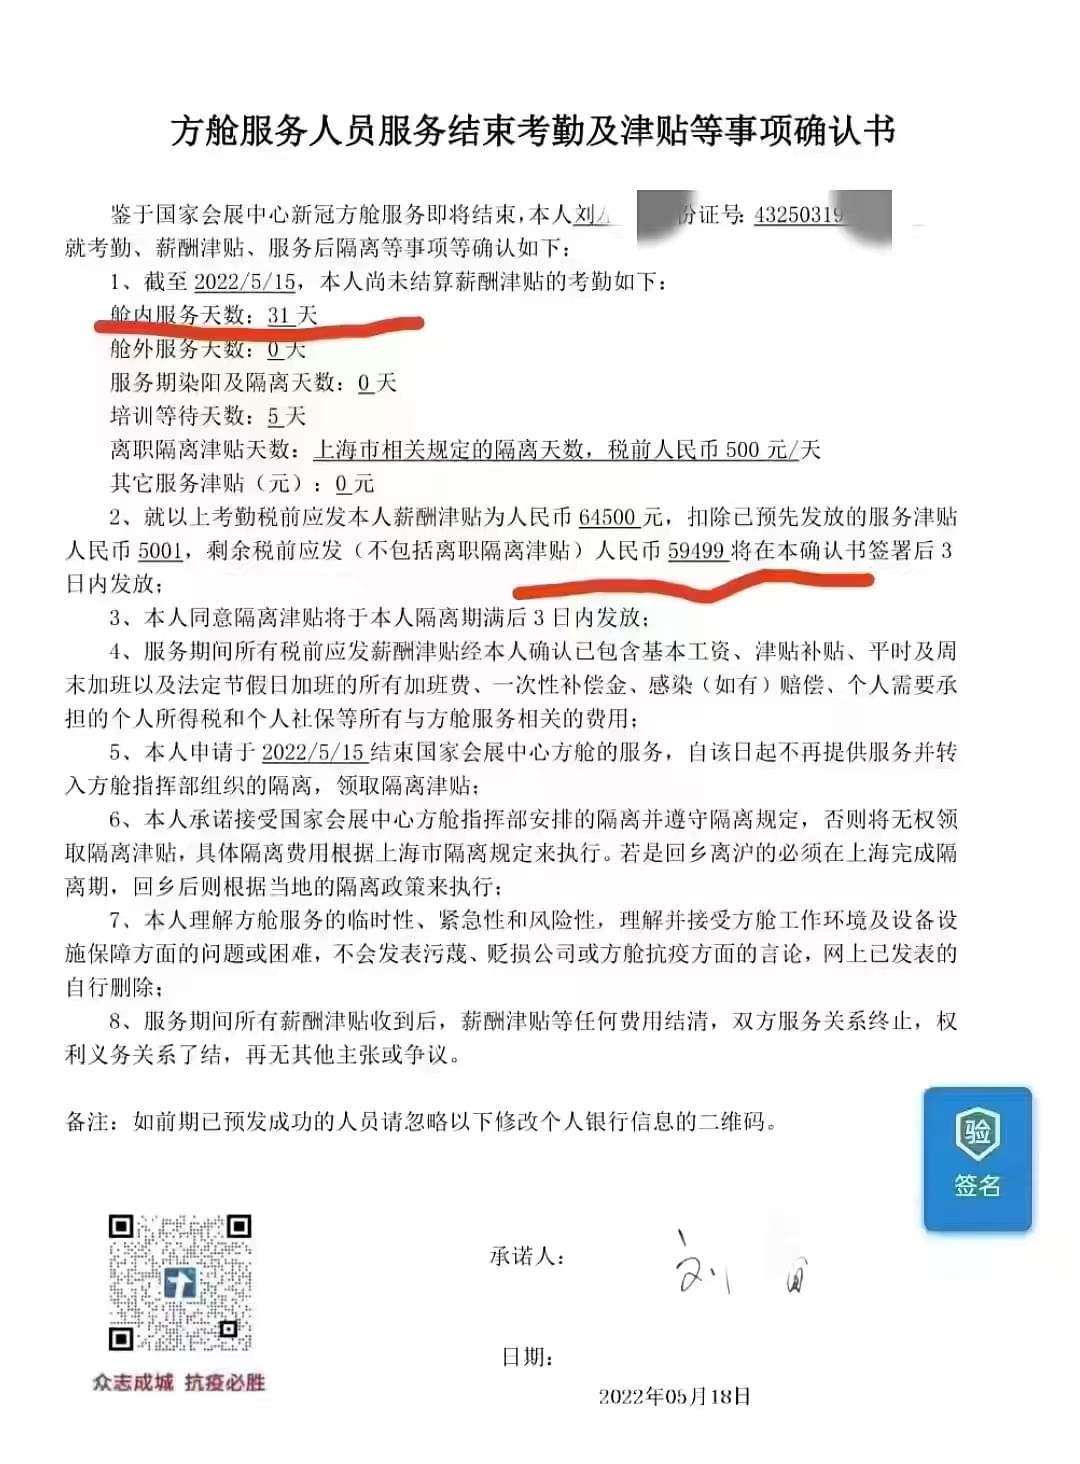 方舱服务人员服务结束考勤及津贴等事项确认书
鉴于国家会展中心新冠方舱服务即将结束,本人刘 份证号: 43250319
就考勤、薪酬津贴、服务后隔离等事项等确认如下:
1、截至 2022/5/15, 本人尚未结算薪酬津贴的考勤如下:
舱内服务天数: 31 天
舱外服务天数: 0 天
服务期染阳及隔离天数: 0 天
培训等待天数: 5 天
离职隔离津贴天数: 上海市相关规定的隔离天数, 税前人民币 500 元/天
其它服务津贴 (元) : 0 元
2、就以上考勤税前应发本人薪酬津贴为人民币 64500 元, 扣除已预先发放的服务津贴
人民币 5001, 剩余税前应发 (不包括离职隔离津贴) 人民币 59499 将在本确认书签署后 3
日内发放;
3、本人同意隔离津贴将于本人隔离期满后 3 日内发放;
4、服务期间所有税前应发薪酬津贴经本人确认已包含基本工资、津贴补贴、平时及周
末加班以及法定节假日加班的所有加班费、一次性补偿金、感染 (如有) 赔偿、个人需要承
担的个人所得税和个人社保等所有与方舱服务相关的费用;
5、本人申请于 2022/5/15 结束国家会展中心方舱的服务, 自该日起不再提供服务并转
入方舱指挥部组织的隔离, 领取隔离津贴;
6、本人承诺接受国家会展中心方舱指挥部安排的隔离并遵守隔离规定, 否则将无权领
取隔离津贴, 具体隔离费用根据上海市隔离规定来执行。若是回乡离沪的必须在上海完成隔
离期, 回乡后则根据当地的隔离政策来执行;
7、本人理解方舱服务的临时性、紧急性和风险性, 理解并接受方舱工作环境及设备设
施保障方面的问题或困难, 不会发表污蔑、贬损公司或方舱抗疫方面的言论, 网上已发表的
自行删除;
8、服务期间所有薪酬津贴收到后, 薪酬津贴等任何费用结清, 双方服务关系终止, 权
利义务关系了结, 再无其他主张或争议。
备注: 如前期已预发成功的人员请忽略以下修改个人银行信息的二维码。
验
签名
承诺人:
刘
日期:
众志成城 抗疫必胜
2022年05月18日